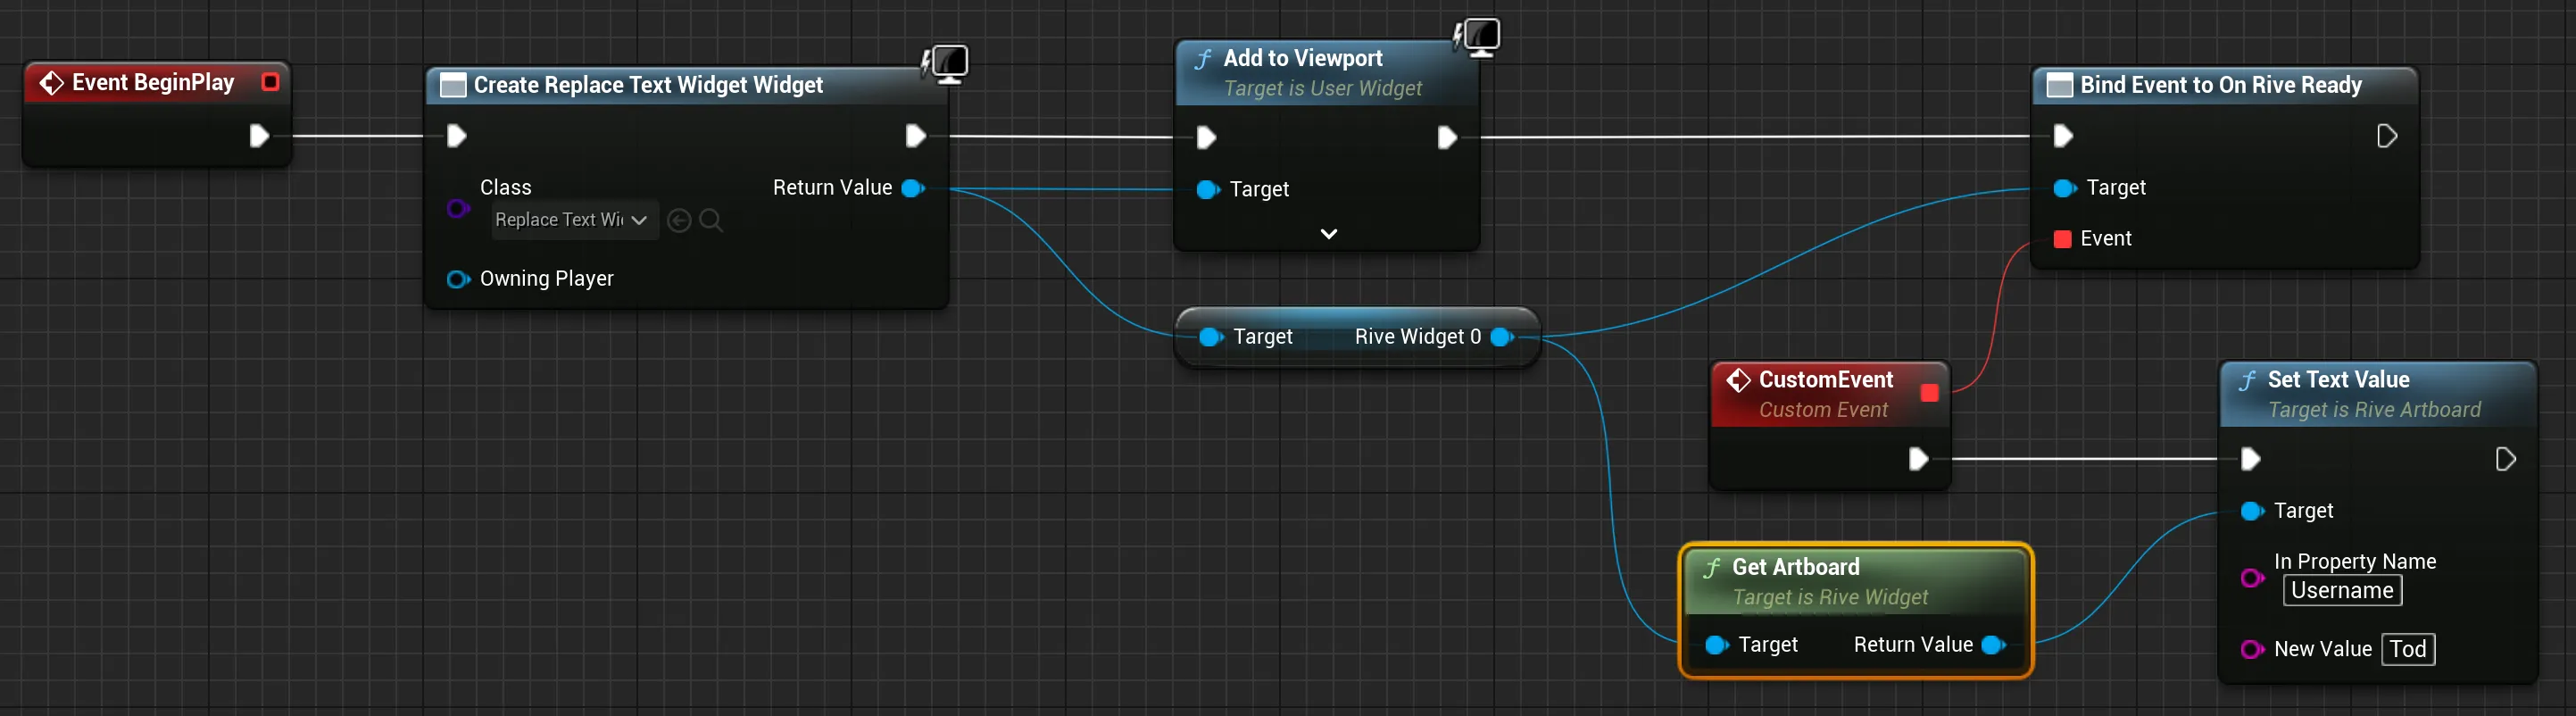 Event BeginPlay
Create Replace Text Widget Widget
Class
Return Value
Replace Text Wi
Owning Player
Add to Viewport
Target is User Widget
Target
Target
Rive Widget 0
Bind Event to On Rive Ready
Target
Event
CustomEvent
Custom Event
Get Artboard
Target is Rive Widget
Target
Return Value
Set Text Value
Target is Rive Artboard
Target
In Property Name
Username
New Value
Tod